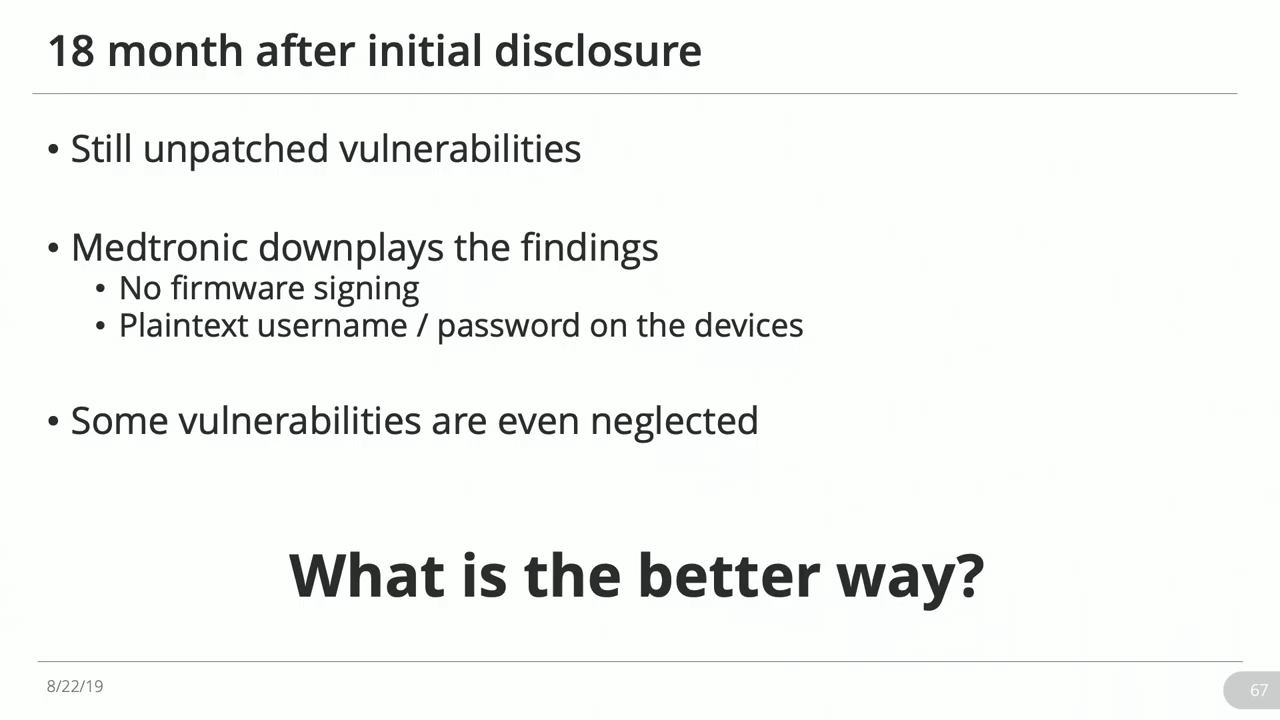 18 month after initial disclosure
• Still unpatched vulnerabilities
• Medtronic downplays the findings
• No firmware signing
• Plaintext username / password on the devices
• Some vulnerabilities are even neglected
What is the better way?
8/22/19
67